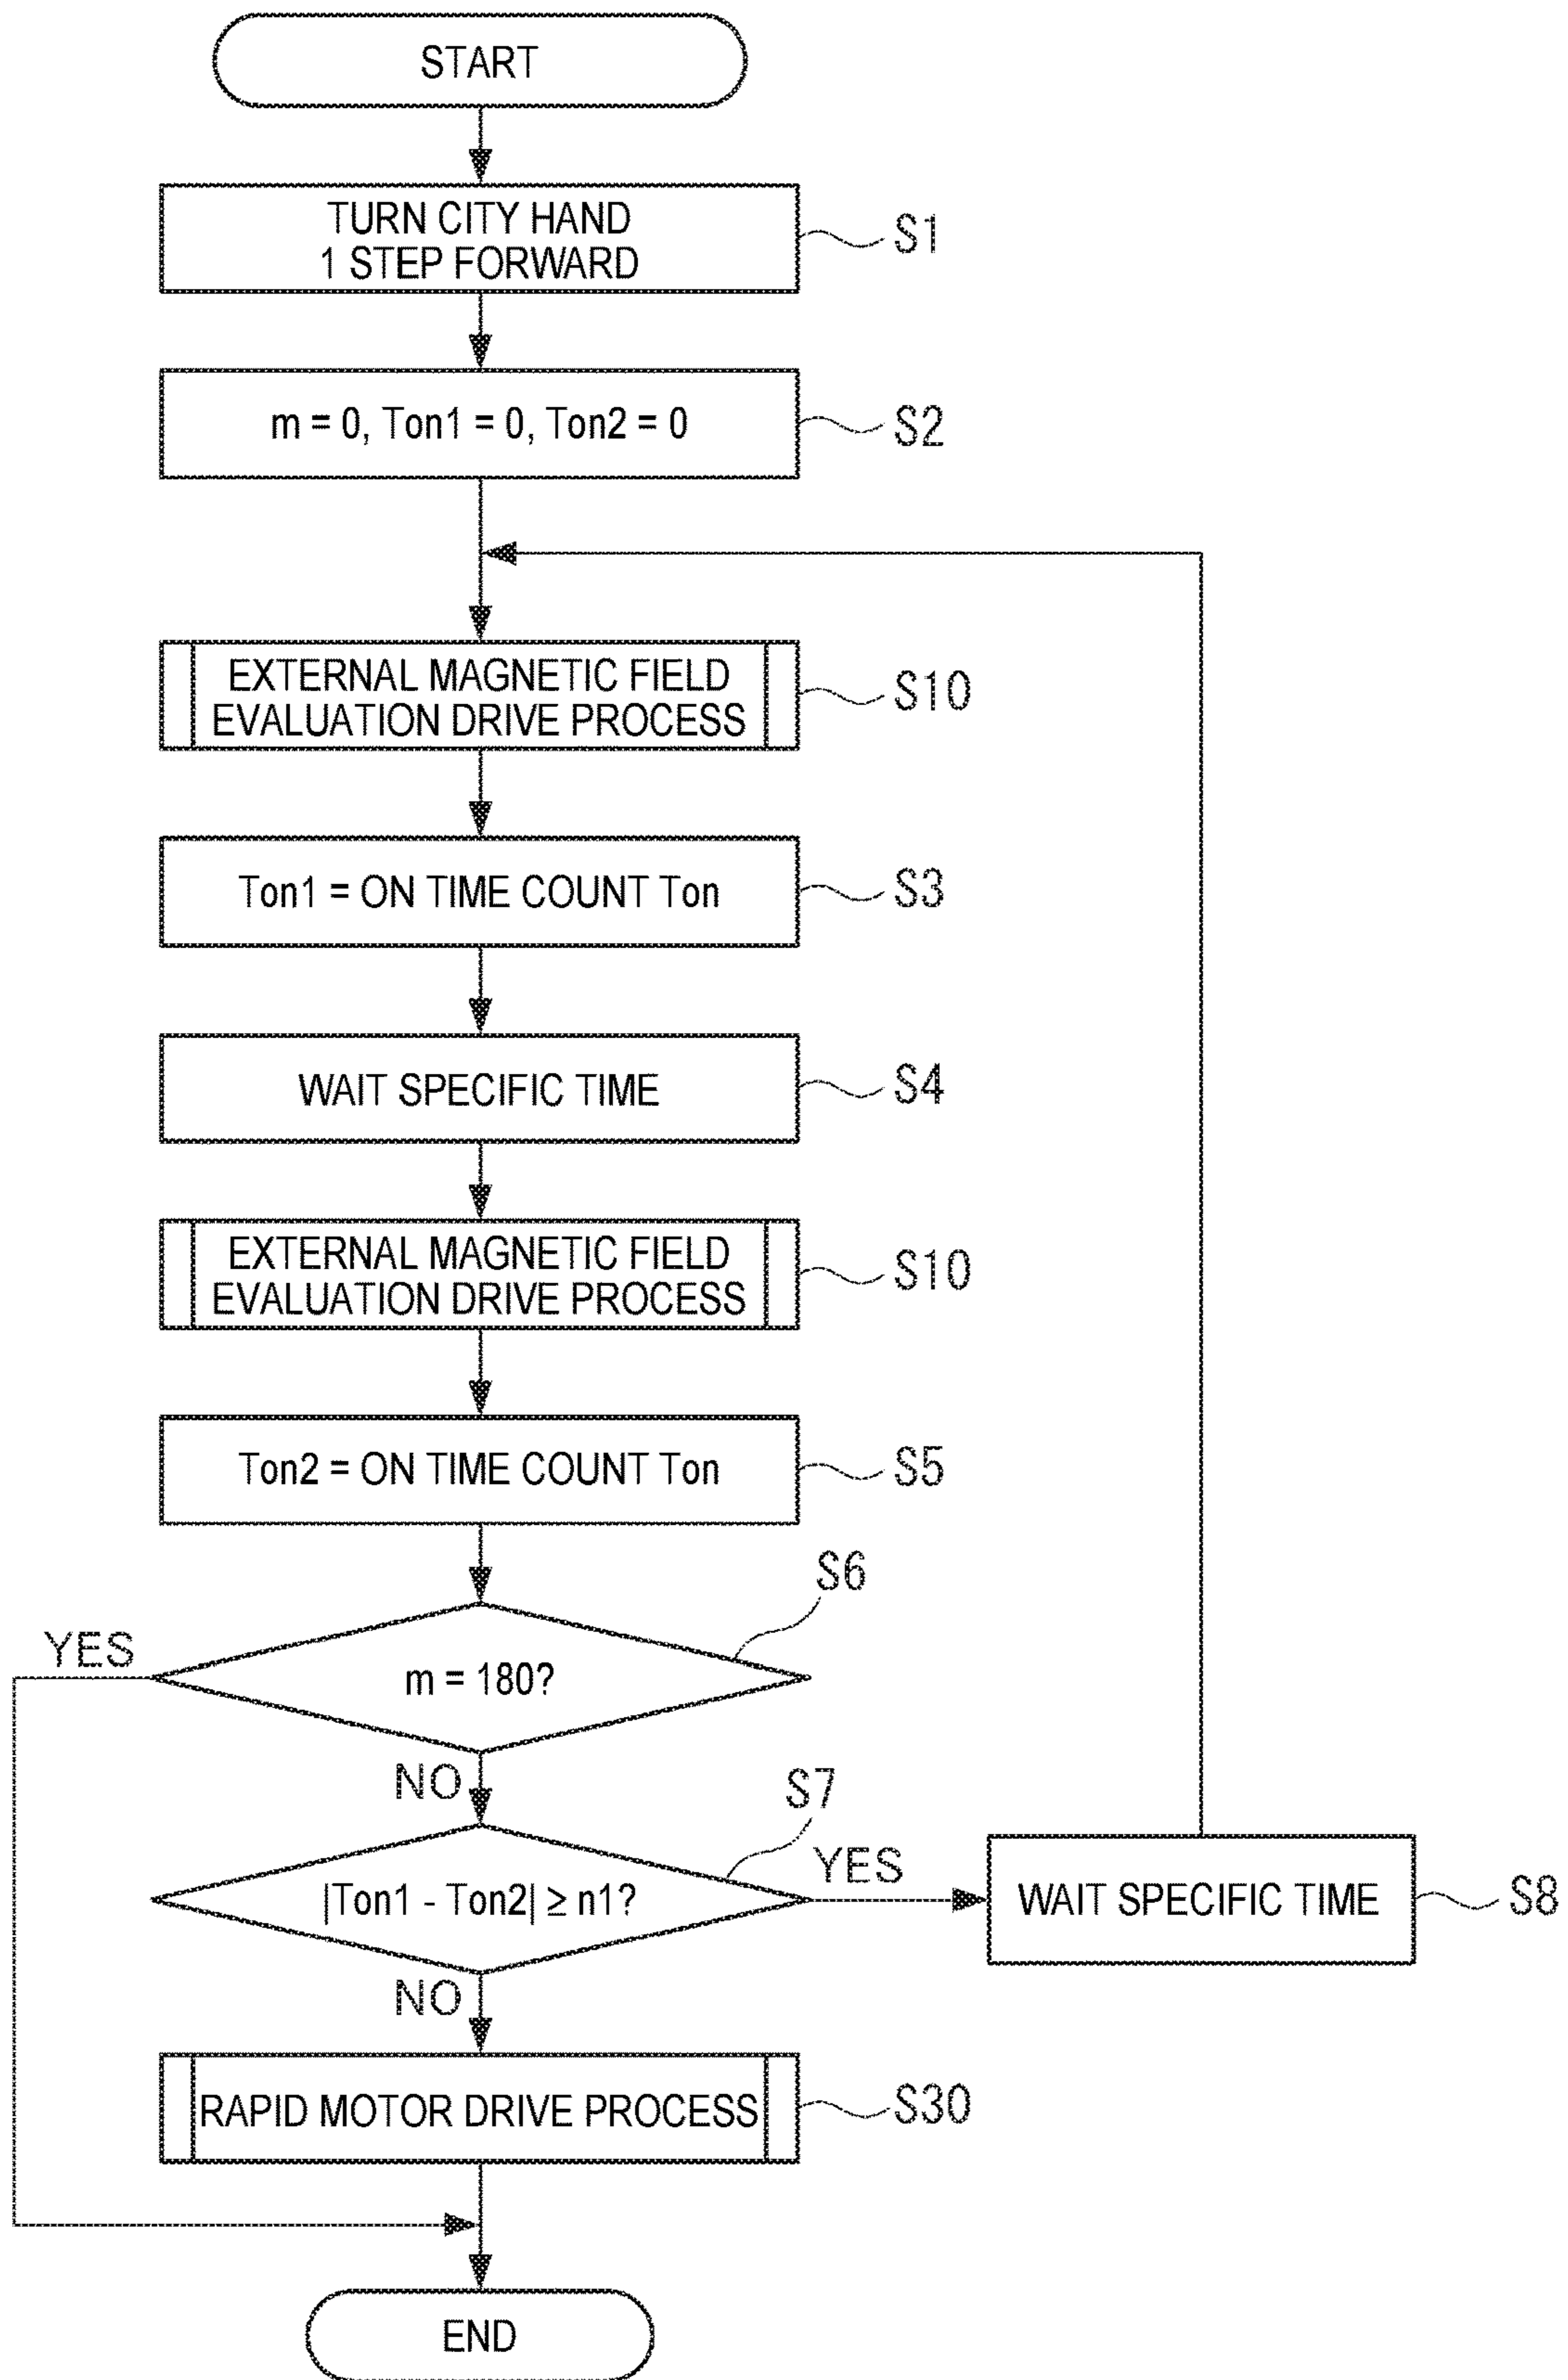 START
TURN CITY HAND
1 STEP FORWARD
S1
m = 0, Ton1 = 0, Ton2 = 0
S2
EXTERNAL MAGNETIC FIELD
EVALUATION DRIVE PROCESS
S10
Ton1 = ON TIME COUNT Ton
S3
WAIT SPECIFIC TIME
S4
EXTERNAL MAGNETIC FIELD
EVALUATION DRIVE PROCESS
S10
Ton2 = ON TIME COUNT Ton
S5
S6
YES
m = 180?
NO
S7
|Ton1 - Ton2| ≥ n1?
YES
WAIT SPECIFIC TIME
S8
NO
RAPID MOTOR DRIVE PROCESS
S30
END